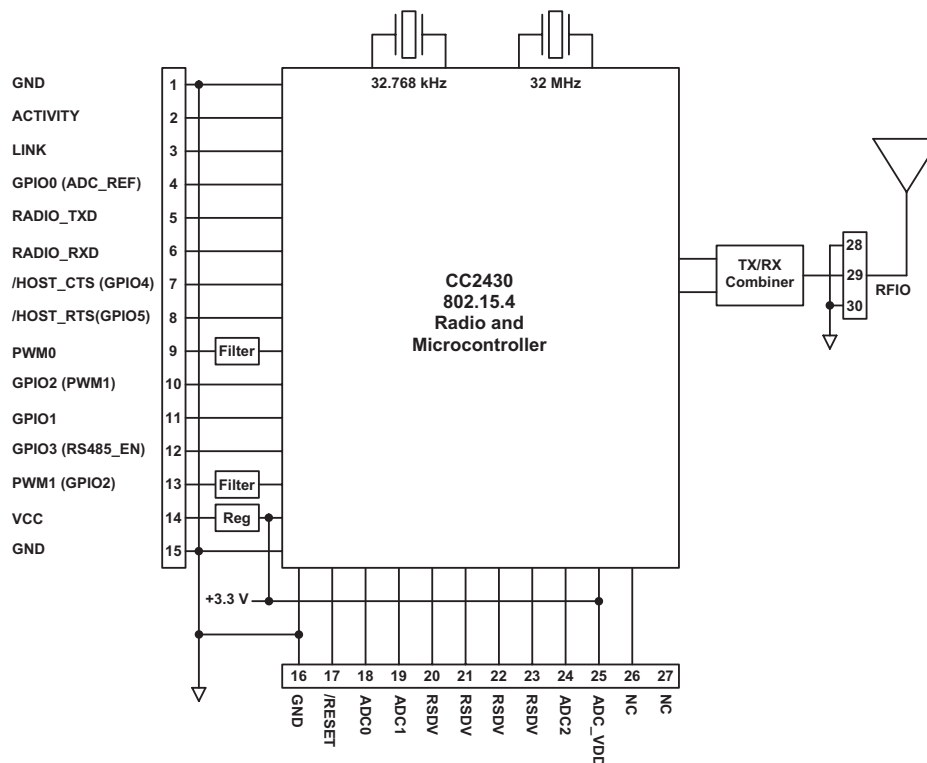 32.768 kHz
32 MHz
GND
1
ACTIVITY
2
LINK
3
GPIO0 (ADC_REF)
4
RADIO_TXD
5
RADIO_RXD
6
/HOST_CTS (GPIO4)
7
/HOST_RTS(GPIO5)
8
PWM0
9
Filter
GPIO2 (PWM1)
10
GPIO1
11
GPIO3 (RS485_EN)
12
PWM1 (GPIO2)
13
Filter
VCC
14
Reg
GND
15
CC2430
802.15.4
Radio and
Microcontroller
TX/RX
Combiner
28
29
30
RFIO
+3.3 V
16
17
18
19
20
21
22
23
24
25
26
27
GND
/RESET
ADC0
ADC1
RSDV
RSDV
RSDV
RSDV
ADC2
ADC_VDD
NC
NC